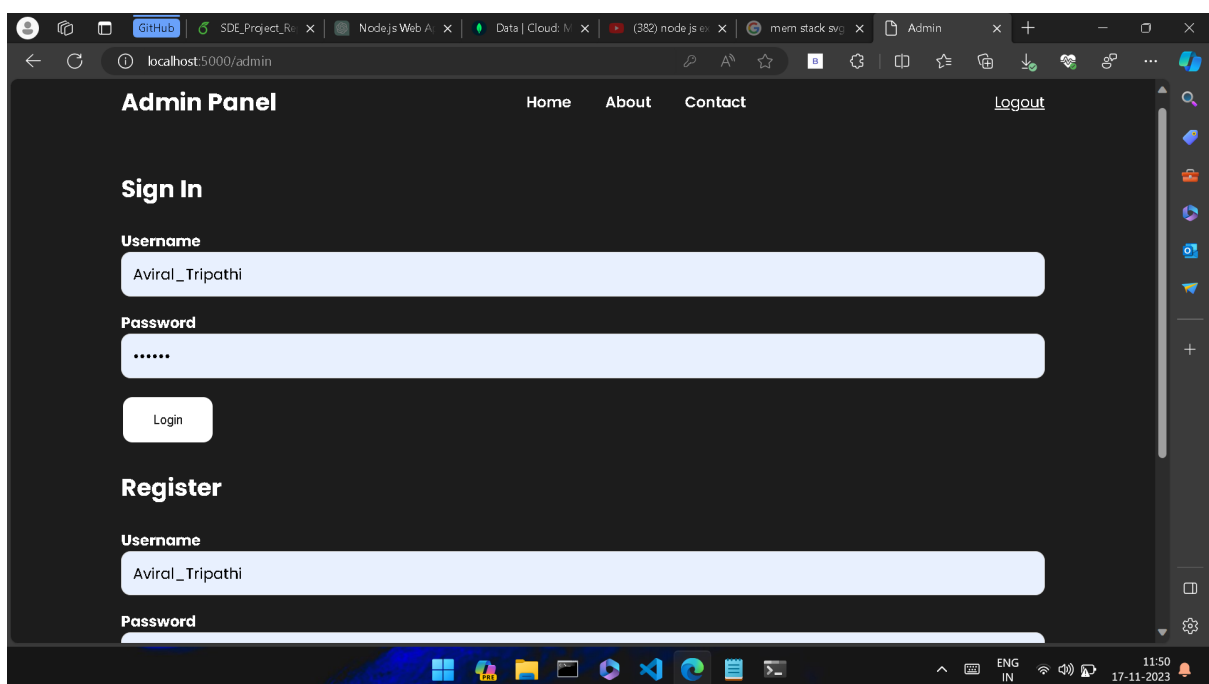 GitHub SDE_Project_Re Node.js Web A Data | Cloud: M (382) node js ex mern stack svg Admin
localhost:5000/admin
Admin Panel Home About Contact Logout
Sign In
Username
Aviral_Tripathi
Password
••••••
Login
Register
Username
Aviral_Tripathi
Password
ENG 11:50
IN 17-11-2023